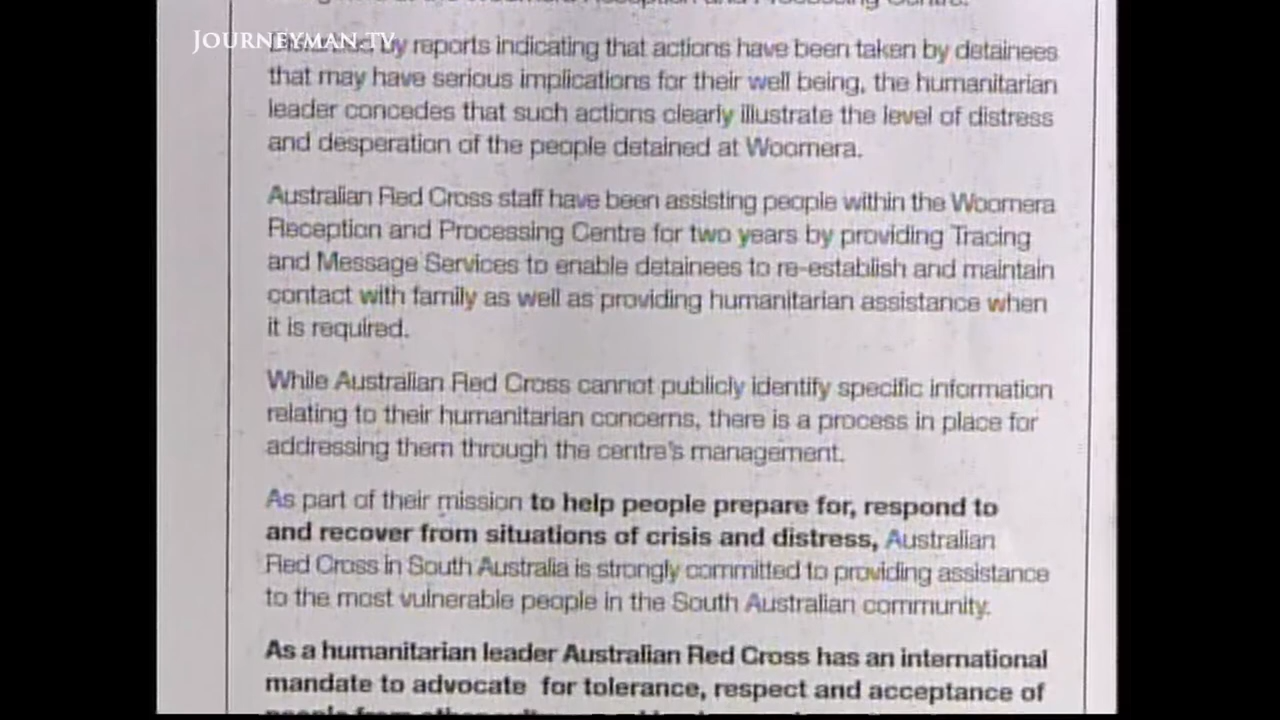 JOURNEYMAN.TV
by reports indicating that actions have been taken by detainees
that may have serious implications for their well being, the humanitarian
leader concedes that such actions clearly illustrate the level of distress
and desperation of the people detained at Woomera.
Australian Red Cross staff have been assisting people within the Woomera
Reception and Processing Centre for two years by providing Tracing
and Message Services to enable detainees to re-establish and maintain
contact with family as well as providing humanitarian assistance when
it is required.
While Australian Red Cross cannot publicly identify specific information
relating to their humanitarian concerns, there is a process in place for
addressing them through the centre's management.
As part of their mission to help people prepare for, respond to
and recover from situations of crisis and distress, Australian
Red Cross in South Australia is strongly committed to providing assistance
to the most vulnerable people in the South Australian community.
As a humanitarian leader Australian Red Cross has an international
mandate to advocate for tolerance, respect and acceptance of